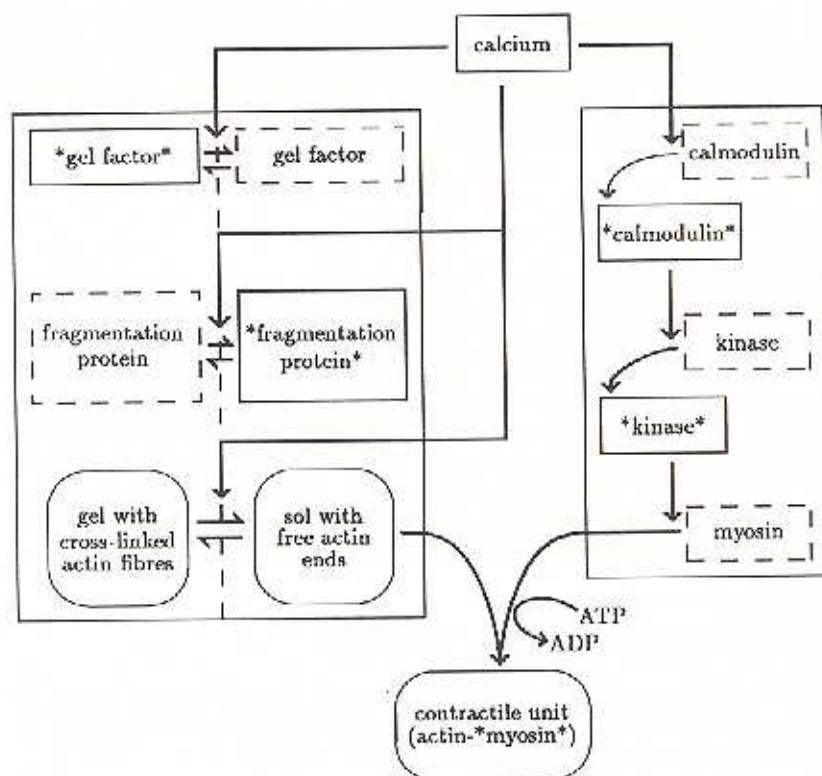 calcium
*gel factor*
gel factor
calmodulin
*calmodulin*
fragmentation
protein
*fragmentation
protein*
kinase
*kinase*
gel with
cross-linked
actin fibres
sol with
free actin
ends
myosin
ATP
ADP
contractile unit
(actin-*myosin*)